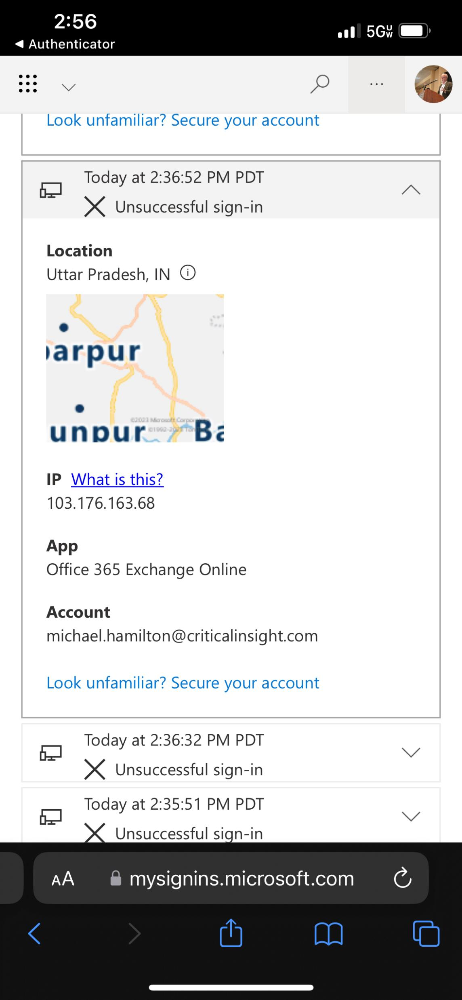 2:56
5G UW
◀ Authenticator
...
Look unfamiliar? Secure your account
Today at 2:36:52 PM PDT
Unsuccessful sign-in
Location
Uttar Pradesh, IN
arpur
©2023 Microsoft
unpur
Ba
IP What is this?
103.176.163.68
App
Office 365 Exchange Online
Account
michael.hamilton@criticalinsight.com
Look unfamiliar? Secure your account
Today at 2:36:32 PM PDT
Unsuccessful sign-in
Today at 2:35:51 PM PDT
Unsuccessful sign-in
AA mysignins.microsoft.com